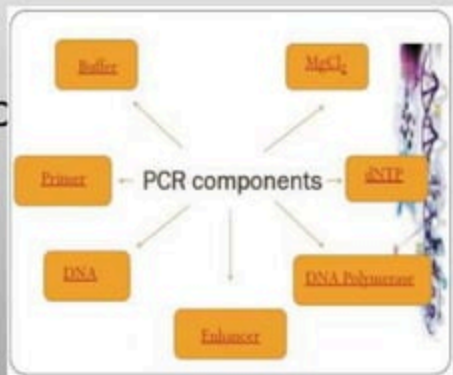 Buffer
MgCl₂
Primer
PCR components
dNTP
DNA
DNA Polymerase
Enhancer